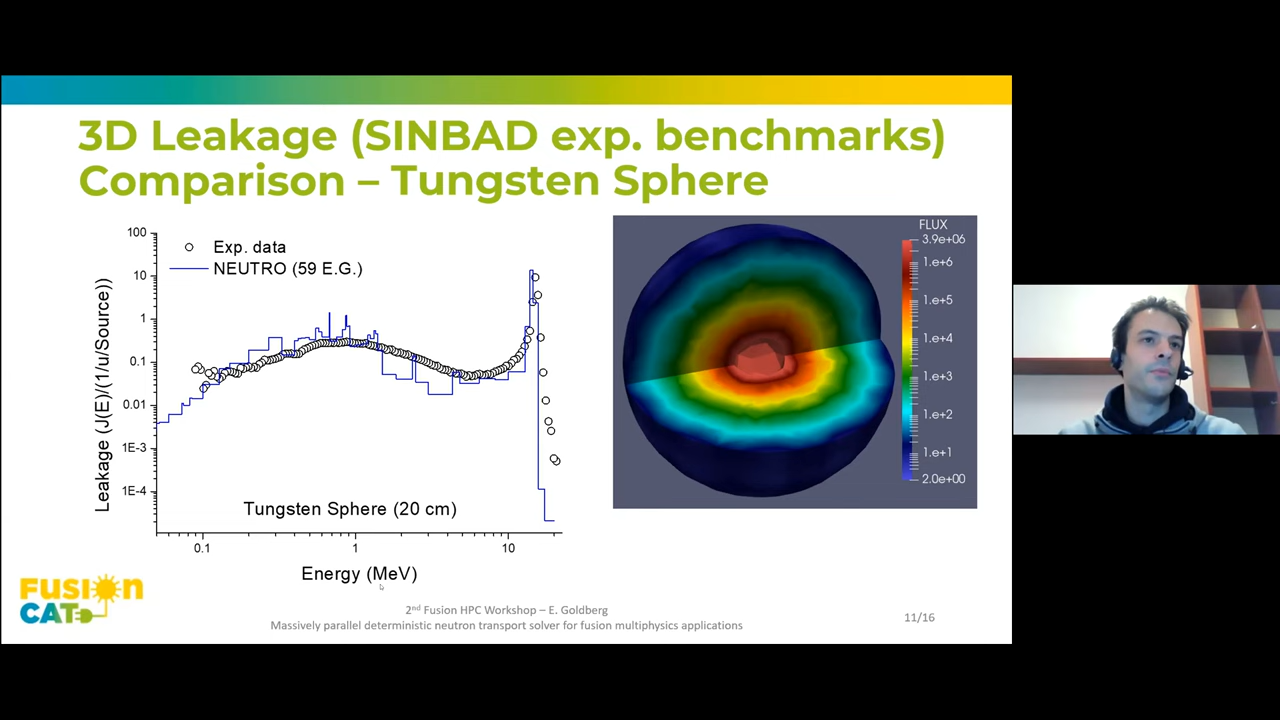 3D Leakage (SINBAD exp. benchmarks)
Comparison – Tungsten Sphere
100
10
1
0.1
0.01
1E-3
1E-4
Leakage (J(E)/(1/u/Source))
Exp. data
NEUTRO (59 E.G.)
Tungsten Sphere (20 cm)
0.1
1
10
Energy (MeV)
FLUX
3.9e+06
1.e+6
1.e+5
1.e+4
1.e+3
1.e+2
1.e+1
2.0e+00
FUSION
CAT
2nd Fusion HPC Workshop – E. Goldberg
Massively parallel deterministic neutron transport solver for fusion multiphysics applications
11/16